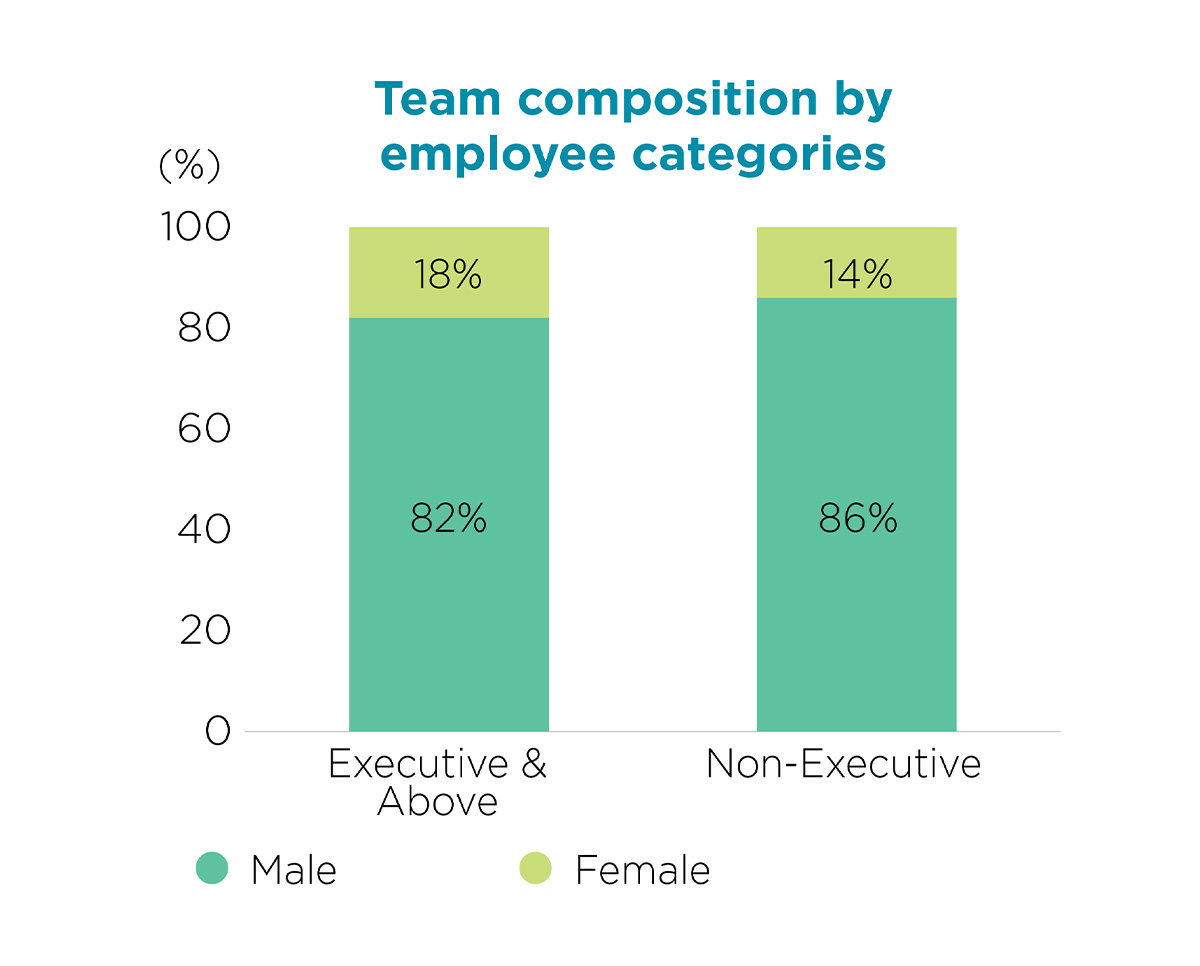 Team composition by
employee categories
(%)
100
80
60
40
20
0
18%
82%
14%
86%
Executive &
Above
Non-Executive
Male
Female